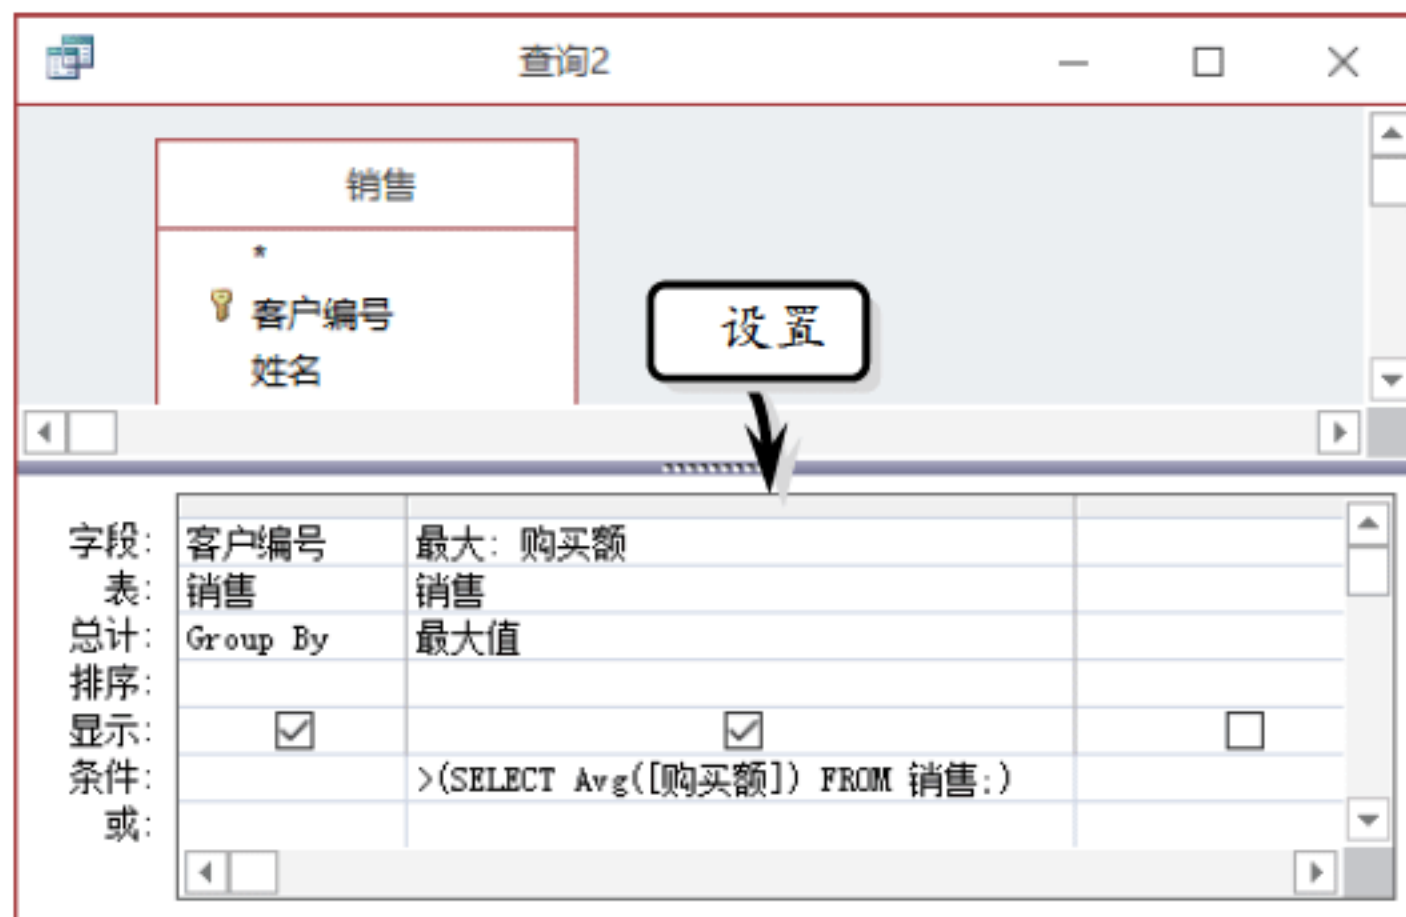 查询2
销售
*
客户编号
姓名
设置
字段: 客户编号 最大: 购买额
表: 销售 销售
总计: Group By 最大值
排序:
显示:
条件: >(SELECT Avg([购买额]) FROM 销售;)
或: